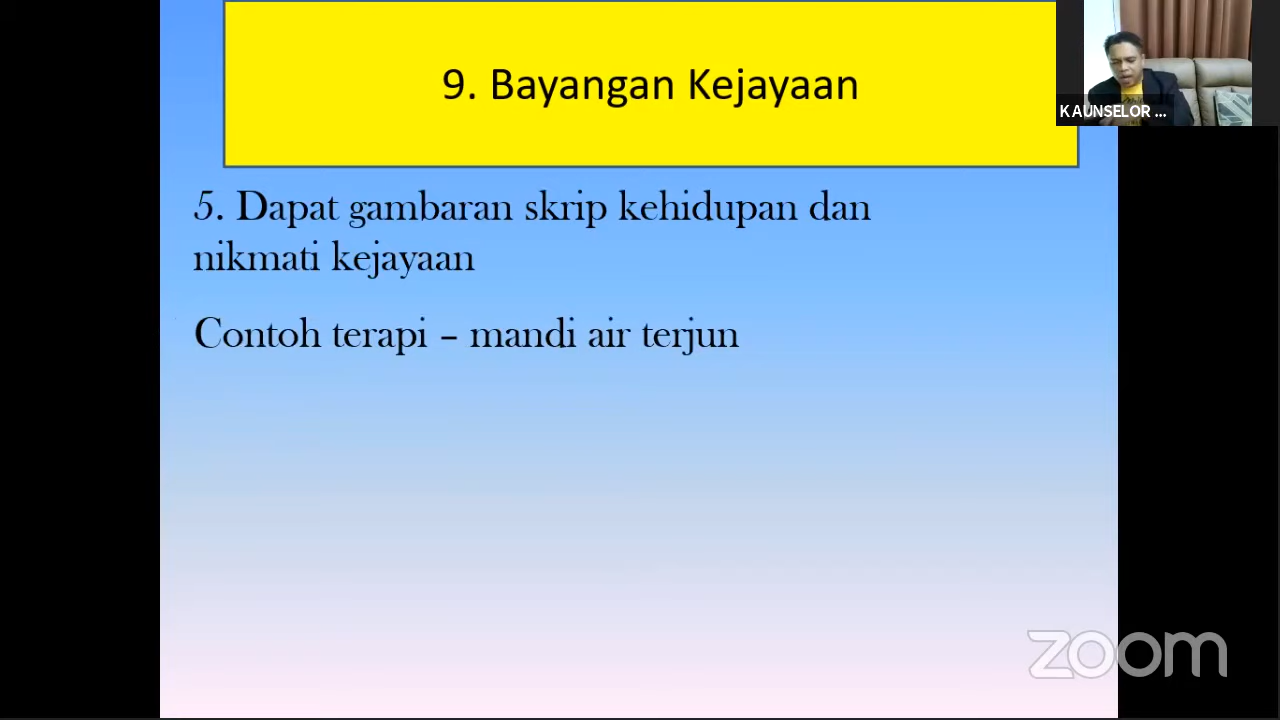 9. Bayangan Kejayaan
KAUNSELOR ...
5. Dapat gambaran skrip kehidupan dan
nikmati kejayaan
Contoh terapi – mandi air terjun
zoom